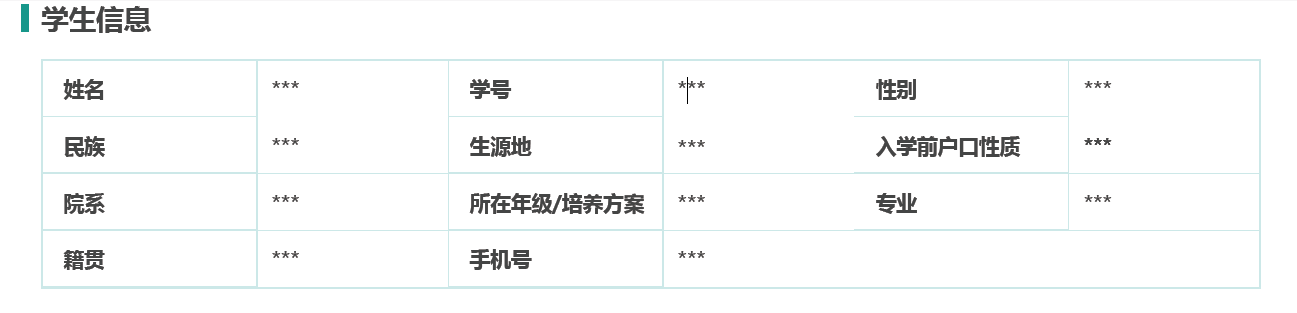 学生信息
姓名 *** 学号 *** 性别 ***
民族 *** 生源地 *** 入学前户口性质 ***
院系 *** 所在年级/培养方案 *** 专业 ***
籍贯 *** 手机号 ***